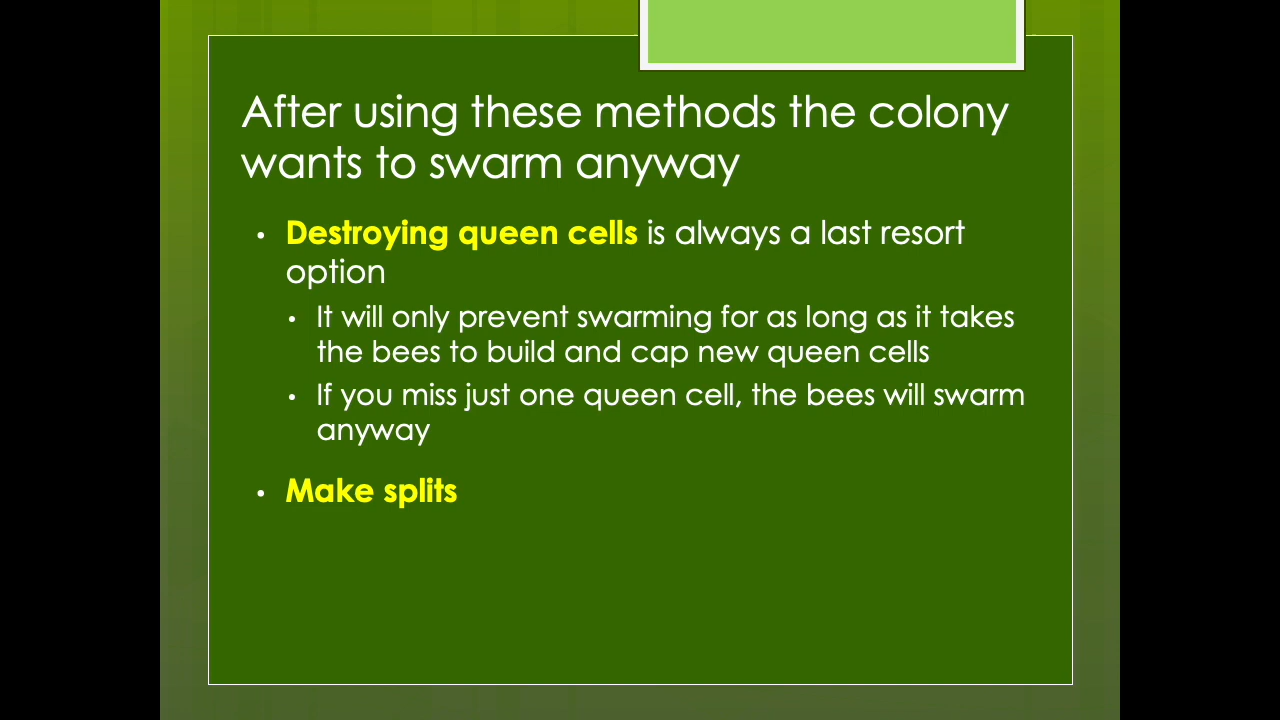 After using these methods the colony
wants to swarm anyway
• Destroying queen cells is always a last resort
option
• It will only prevent swarming for as long as it takes
the bees to build and cap new queen cells
• If you miss just one queen cell, the bees will swarm
anyway
• Make splits